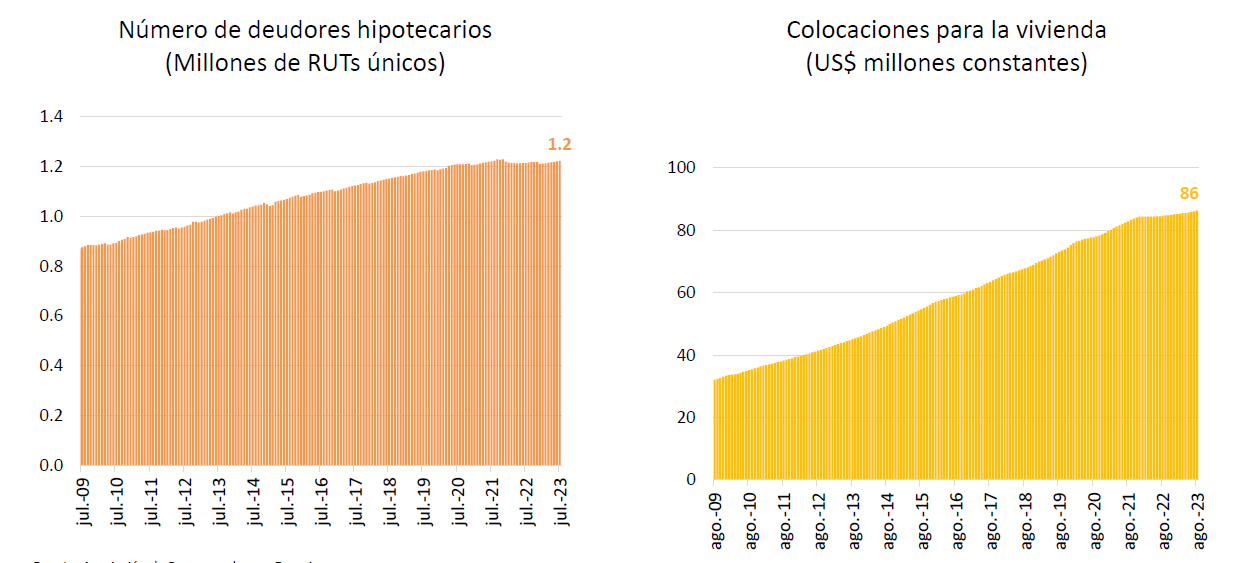 Número de deudores hipotecarios
(Millones de RUTs únicos)
1.4
1.2
1.0
0.8
0.6
0.4
0.2
0.0
1.2
jul.-09
jul.-10
jul.-11
jul.-12
jul.-13
jul.-14
jul.-15
jul.-16
jul.-17
jul.-18
jul.-19
jul.-20
jul.-21
jul.-22
jul.-23
Colocaciones para la vivienda
(US$ millones constantes)
100
80
60
40
20
0
86
ago.-09
ago.-10
ago.-11
ago.-12
ago.-13
ago.-14
ago.-15
ago.-16
ago.-17
ago.-18
ago.-19
ago.-20
ago.-21
ago.-22
ago.-23